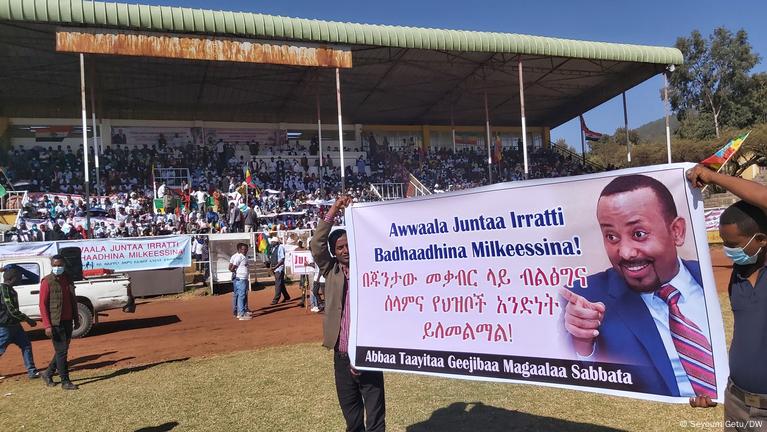 Awwaala Juntaa Irratti
Badhaadhina Milkeessina!
በጁንታው መቃብር ላይ ብልፅግና
ሰላምና የህዝቦች አንድነት
ይለመልማል!
Abbaa Taayitaa Geejibaa Magaalaa Sabbata
AWWAALA JUNTAA IRRATTI
BADHAADHINA MILKEESSINA!
© Seyoum Getu/DW